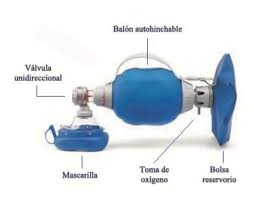 Balón autohinchable
Válvula
unidireccional
Mascarilla
Toma de
oxígeno
Bolsa
reservorio